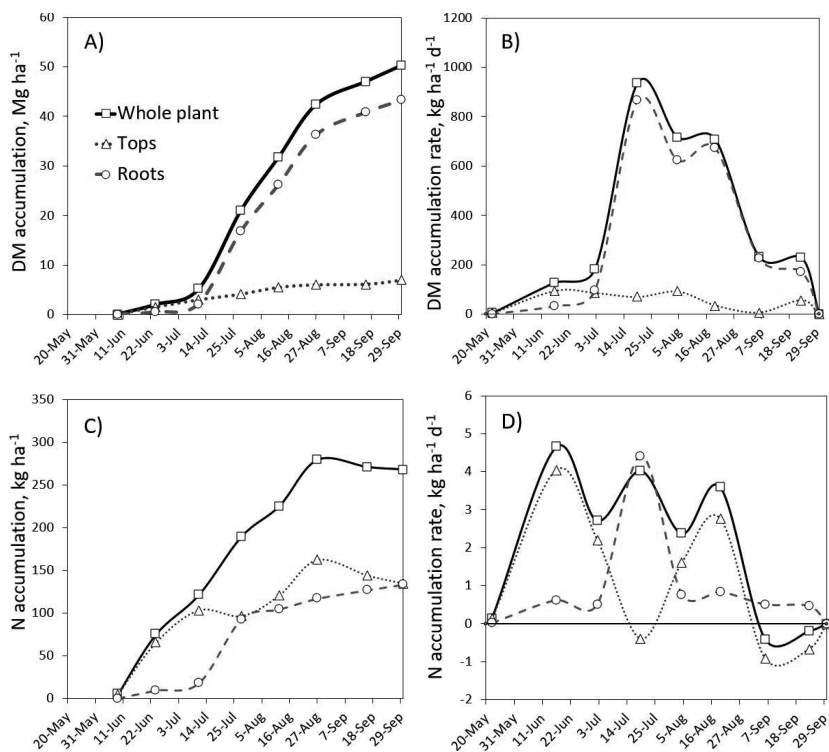 A)
DM accumulation, Mg ha⁻¹
60
50
40
30
20
10
0
Whole plant
Tops
Roots
20-May
31-May
11-Jun
22-Jun
3-Jul
14-Jul
25-Jul
5-Aug
16-Aug
27-Aug
7-Sep
18-Sep
29-Sep
B)
DM accumulation rate, kg ha⁻¹ d⁻¹
1200
1000
800
600
400
200
0
20-May
31-May
11-Jun
22-Jun
3-Jul
14-Jul
25-Jul
5-Aug
16-Aug
27-Aug
7-Sep
18-Sep
29-Sep
C)
N accumulation, kg ha⁻¹
350
300
250
200
150
100
50
0
20-May
31-May
11-Jun
22-Jun
3-Jul
14-Jul
25-Jul
5-Aug
16-Aug
27-Aug
7-Sep
18-Sep
29-Sep
D)
N accumulation rate, kg ha⁻¹ d⁻¹
6
5
4
3
2
1
0
-1
-2
20-May
31-May
11-Jun
22-Jun
3-Jul
14-Jul
25-Jul
5-Aug
16-Aug
27-Aug
7-Sep
18-Sep
29-Sep